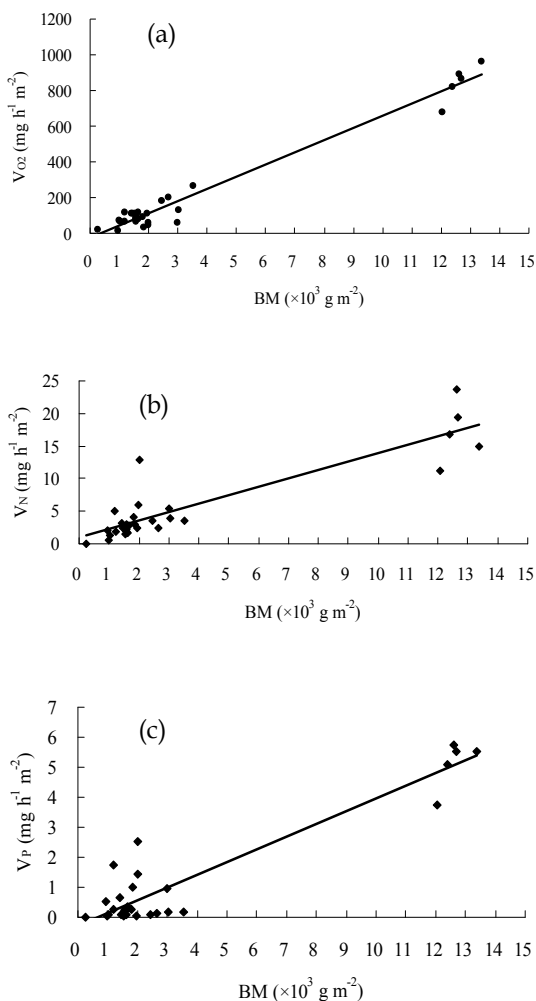 (a)
1200
1000
800
600
400
200
0
V_O2 (mg h⁻¹ m⁻²)
0 1 2 3 4 5 6 7 8 9 10 11 12 13 14 15
BM (×10³ g m⁻²)
(b)
25
20
15
10
5
0
V_N (mg h⁻¹ m⁻²)
0 1 2 3 4 5 6 7 8 9 10 11 12 13 14 15
BM (×10³ g m⁻²)
(c)
7
6
5
4
3
2
1
0
V_P (mg h⁻¹ m⁻²)
0 1 2 3 4 5 6 7 8 9 10 11 12 13 14 15
BM (×10³ g m⁻²)